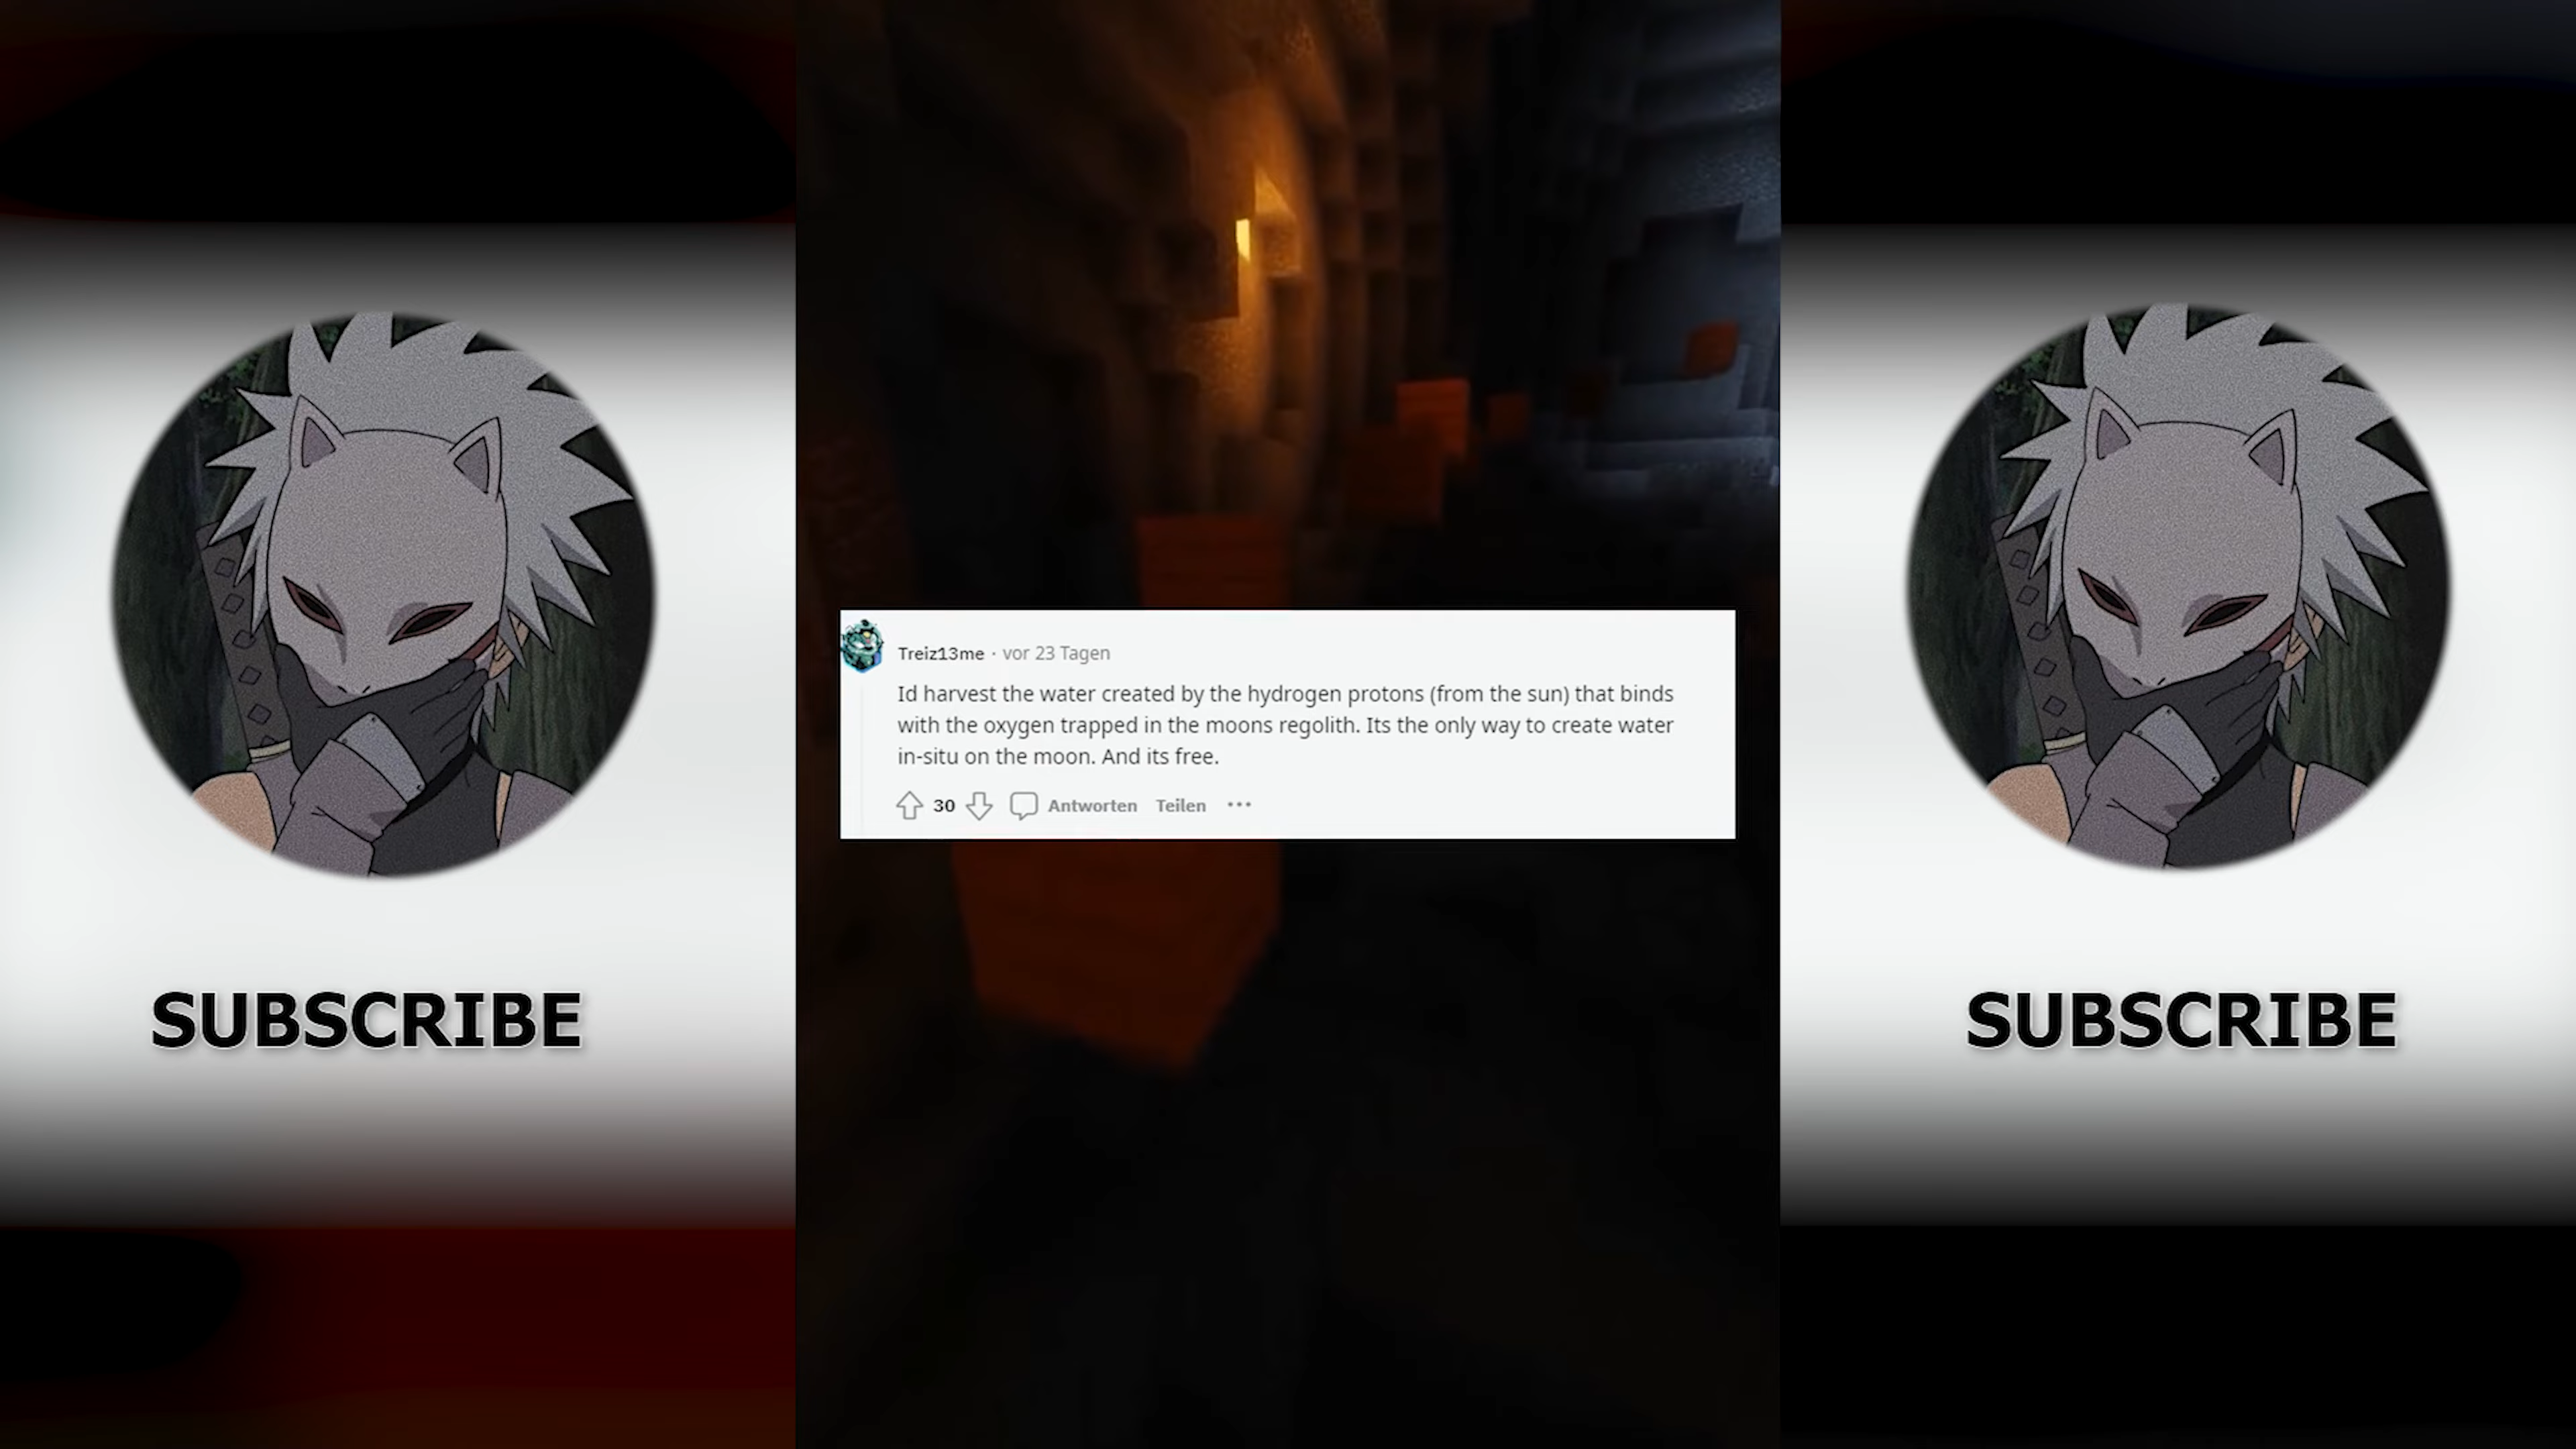 Treiz13me · vor 23 Tagen
Id harvest the water created by the hydrogen protons (from the sun) that binds
with the oxygen trapped in the moons regolith. Its the only way to create water
in-situ on the moon. And its free.
30 Antworten Teilen ···
SUBSCRIBE
SUBSCRIBE